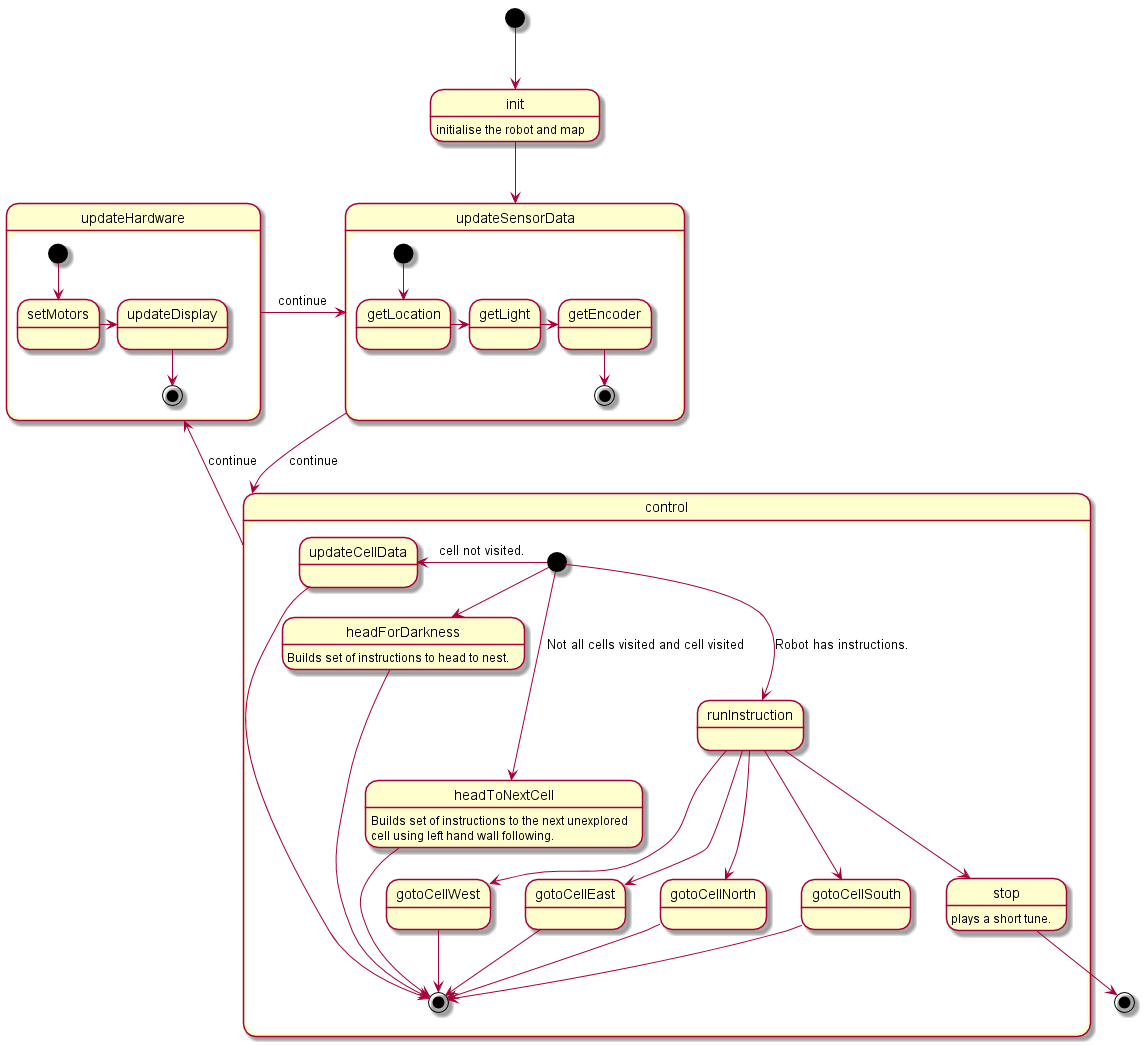 init
initialise the robot and map
updateHardware
updateSensorData
setMotors
updateDisplay
continue
getLocation
getLight
getEncoder
continue
continue
control
updateCellData
cell not visited.
headForDarkness
Builds set of instructions to head to nest.
Not all cells visited and cell visited
Robot has instructions.
runInstruction
headToNextCell
Builds set of instructions to the next unexplored
cell using left hand wall following.
gotoCellWest
gotoCellEast
gotoCellNorth
gotoCellSouth
stop
plays a short tune.